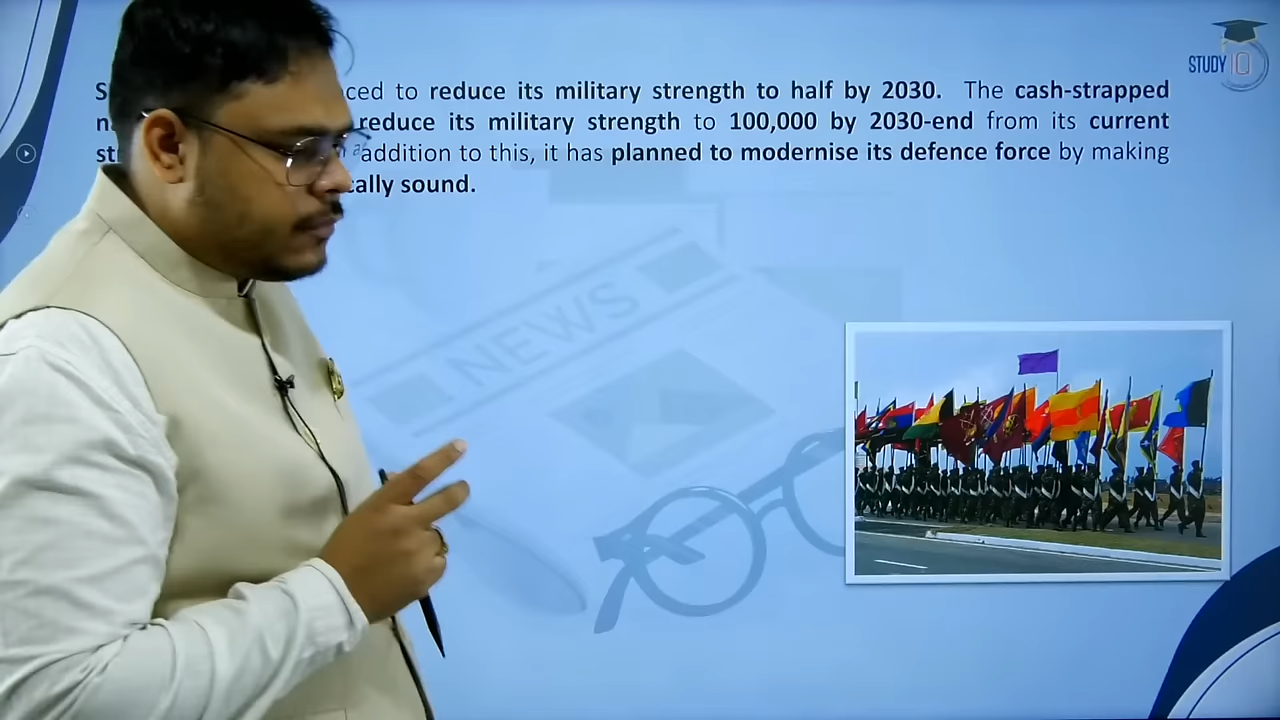 ced to reduce its military strength to half by 2030. The cash-strapped
reduce its military strength to 100,000 by 2030-end from its current
addition to this, it has planned to modernise its defence force by making
cally sound.
STUDY IQ
NEWS